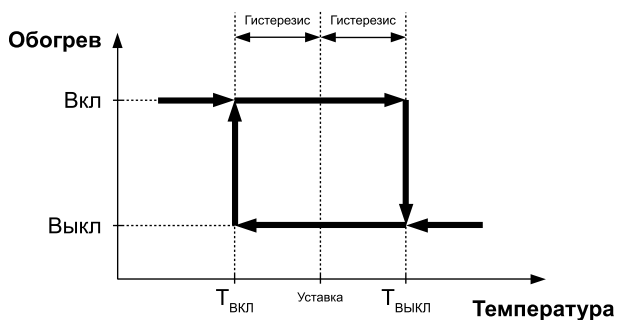 Гистерезис Гистерезис
Обогрев
Вкл
Выкл
TВКЛ Уставка TВЫКЛ
Температура